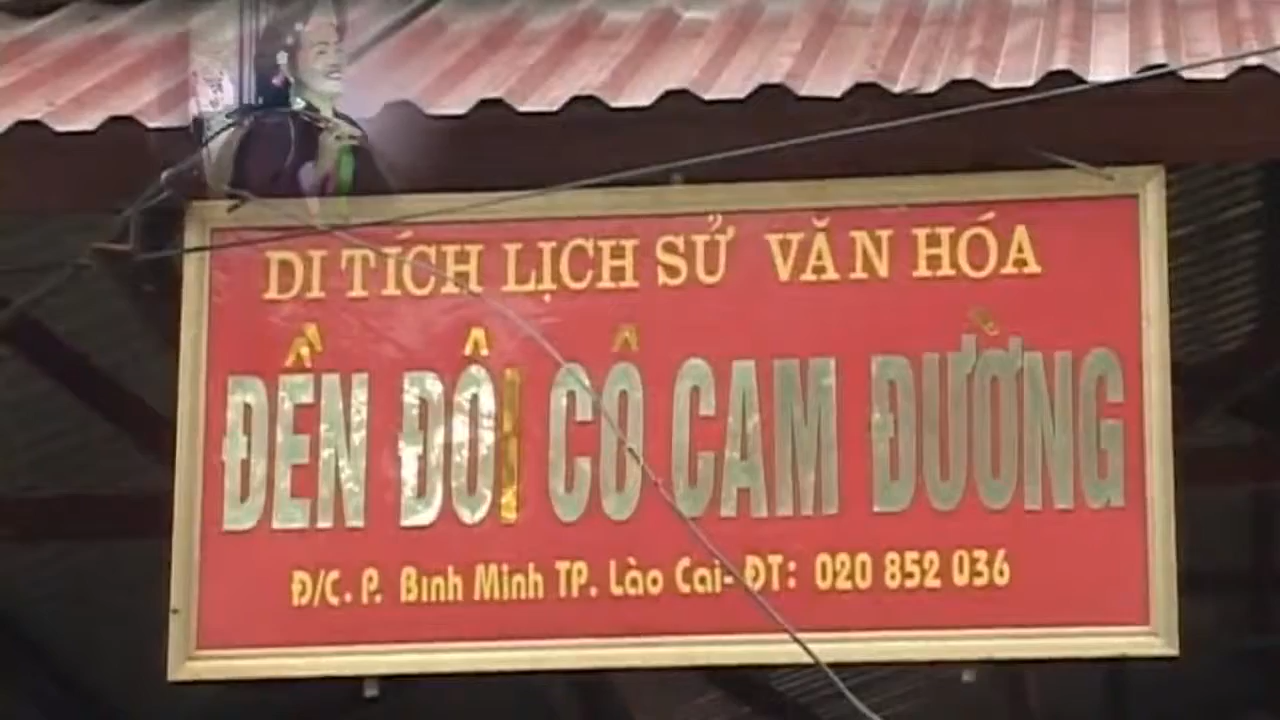 DI TÍCH LỊCH SỬ VĂN HÓA
ĐỀN ĐÔI CÔ CAM ĐƯỜNG
Đ/C. P. Bınh Minh TP. Lào Cai- ĐT: 020 852 036